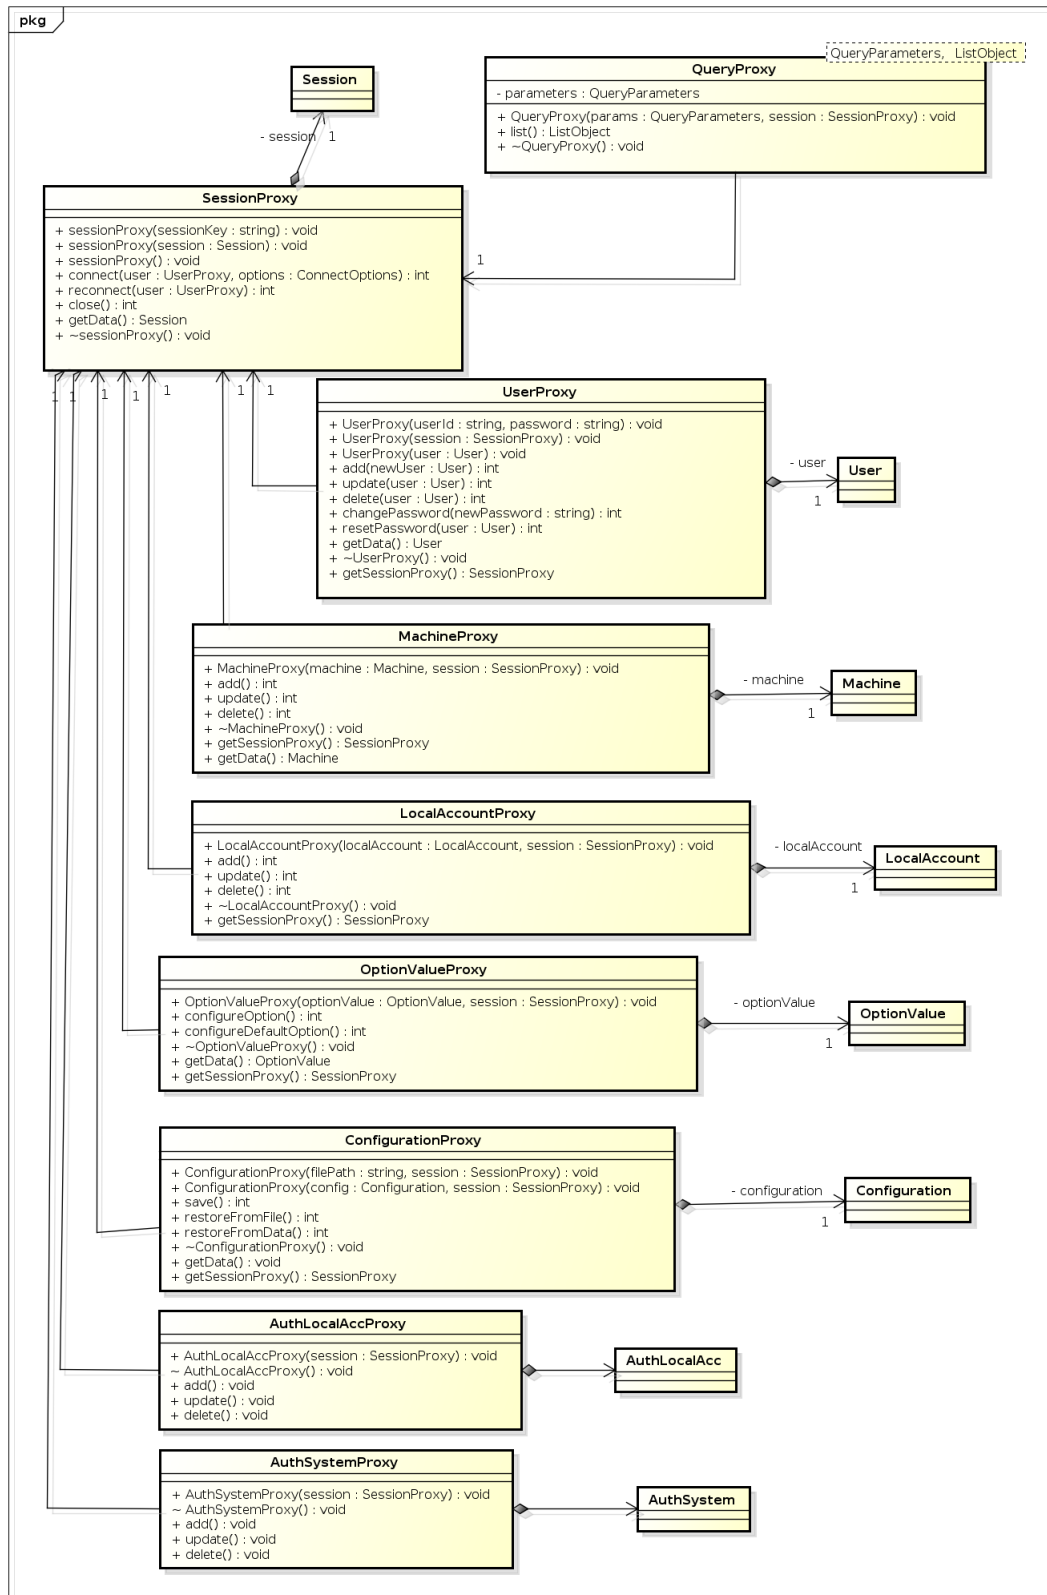 pkg
QueryParameters, ListObject
QueryProxy
- parameters : QueryParameters
+ QueryProxy(params : QueryParameters, session : SessionProxy) : void
+ list() : ListObject
+ ~QueryProxy() : void
Session
- session
1
SessionProxy
+ sessionProxy(sessionKey : string) : void
+ sessionProxy(session : Session) : void
+ sessionProxy() : void
+ connect(user : UserProxy, options : ConnectOptions) : int
+ reconnect(user : UserProxy) : int
+ close() : int
+ getData() : Session
+ ~sessionProxy() : void
1
1
1
1
1
1
1
1
UserProxy
+ UserProxy(userId : string, password : string) : void
+ UserProxy(session : SessionProxy) : void
+ UserProxy(user : User) : void
+ add(newUser : User) : int
+ update(user : User) : int
+ delete(user : User) : int
+ changePassword(newPassword : string) : int
+ resetPassword(user : User) : int
+ getData() : User
+ ~UserProxy() : void
+ getSessionProxy() : SessionProxy
- user
1
User
MachineProxy
+ MachineProxy(machine : Machine, session : SessionProxy) : void
+ add() : int
+ update() : int
+ delete() : int
+ ~MachineProxy() : void
+ getSessionProxy() : SessionProxy
+ getData() : Machine
- machine
1
Machine
LocalAccountProxy
+ LocalAccountProxy(localAccount : LocalAccount, session : SessionProxy) : void
+ add() : int
+ update() : int
+ delete() : int
+ ~LocalAccountProxy() : void
+ getSessionProxy() : SessionProxy
- localAccount
1
LocalAccount
OptionValueProxy
+ OptionValueProxy(optionValue : OptionValue, session : SessionProxy) : void
+ configureOption() : int
+ configureDefaultOption() : int
+ ~OptionValueProxy() : void
+ getData() : OptionValue
+ getSessionProxy() : SessionProxy
- optionValue
1
OptionValue
ConfigurationProxy
+ ConfigurationProxy(filePath : string, session : SessionProxy) : void
+ ConfigurationProxy(config : Configuration, session : SessionProxy) : void
+ save() : int
+ restoreFromFile() : int
+ restoreFromData() : int
+ ~ConfigurationProxy() : void
+ getData() : void
+ getSessionProxy() : SessionProxy
- configuration
1
Configuration
AuthLocalAccProxy
+ AuthLocalAccProxy(session : SessionProxy) : void
~ AuthLocalAccProxy() : void
+ add() : void
+ update() : void
+ delete() : void
AuthLocalAcc
AuthSystemProxy
+ AuthSystemProxy(session : SessionProxy) : void
~ AuthSystemProxy() : void
+ add() : void
+ update() : void
+ delete() : void
AuthSystem